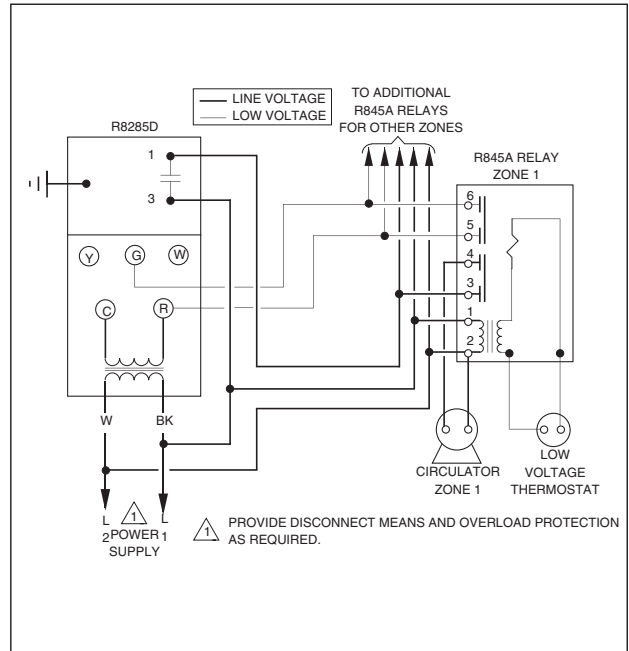 LINE VOLTAGE
LOW VOLTAGE
TO ADDITIONAL
R845A RELAYS
FOR OTHER ZONES
R8285D
1
3
Y
G
W
C
R
W
BK
L
2
1
POWER
SUPPLY
L
1
R845A RELAY
ZONE 1
6
5
4
3
1
2
CIRCULATOR
ZONE 1
LOW
VOLTAGE
THERMOSTAT
1
PROVIDE DISCONNECT MEANS AND OVERLOAD PROTECTION
AS REQUIRED.